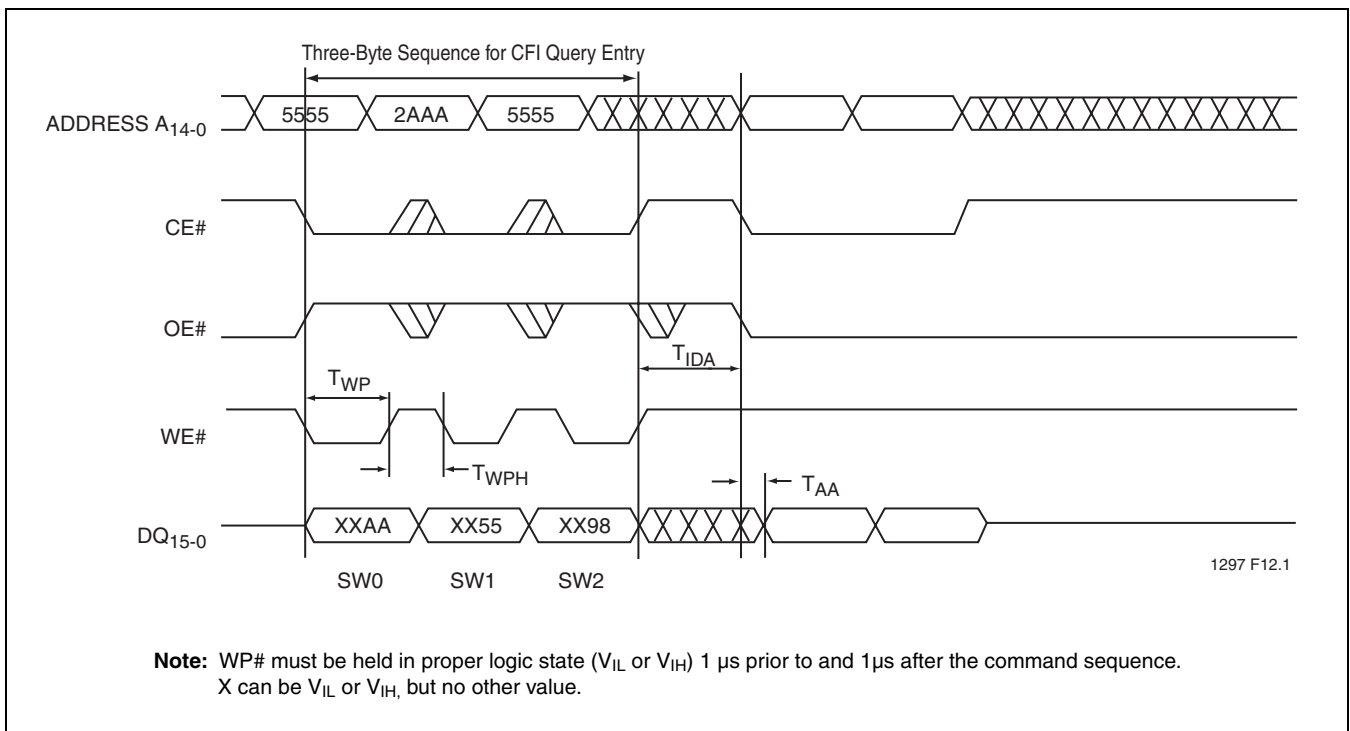 Three-Byte Sequence for CFI Query Entry
ADDRESS A14-0
5555 2AAA 5555
CE#
OE#
TIDA
TWP
WE#
TWPH
TAA
DQ15-0
XXAA XX55 XX98
SW0 SW1 SW2
1297 F12.1
Note: WP# must be held in proper logic state (VIL or VIH) 1 µs prior to and 1µs after the command sequence.
X can be VIL or VIH, but no other value.